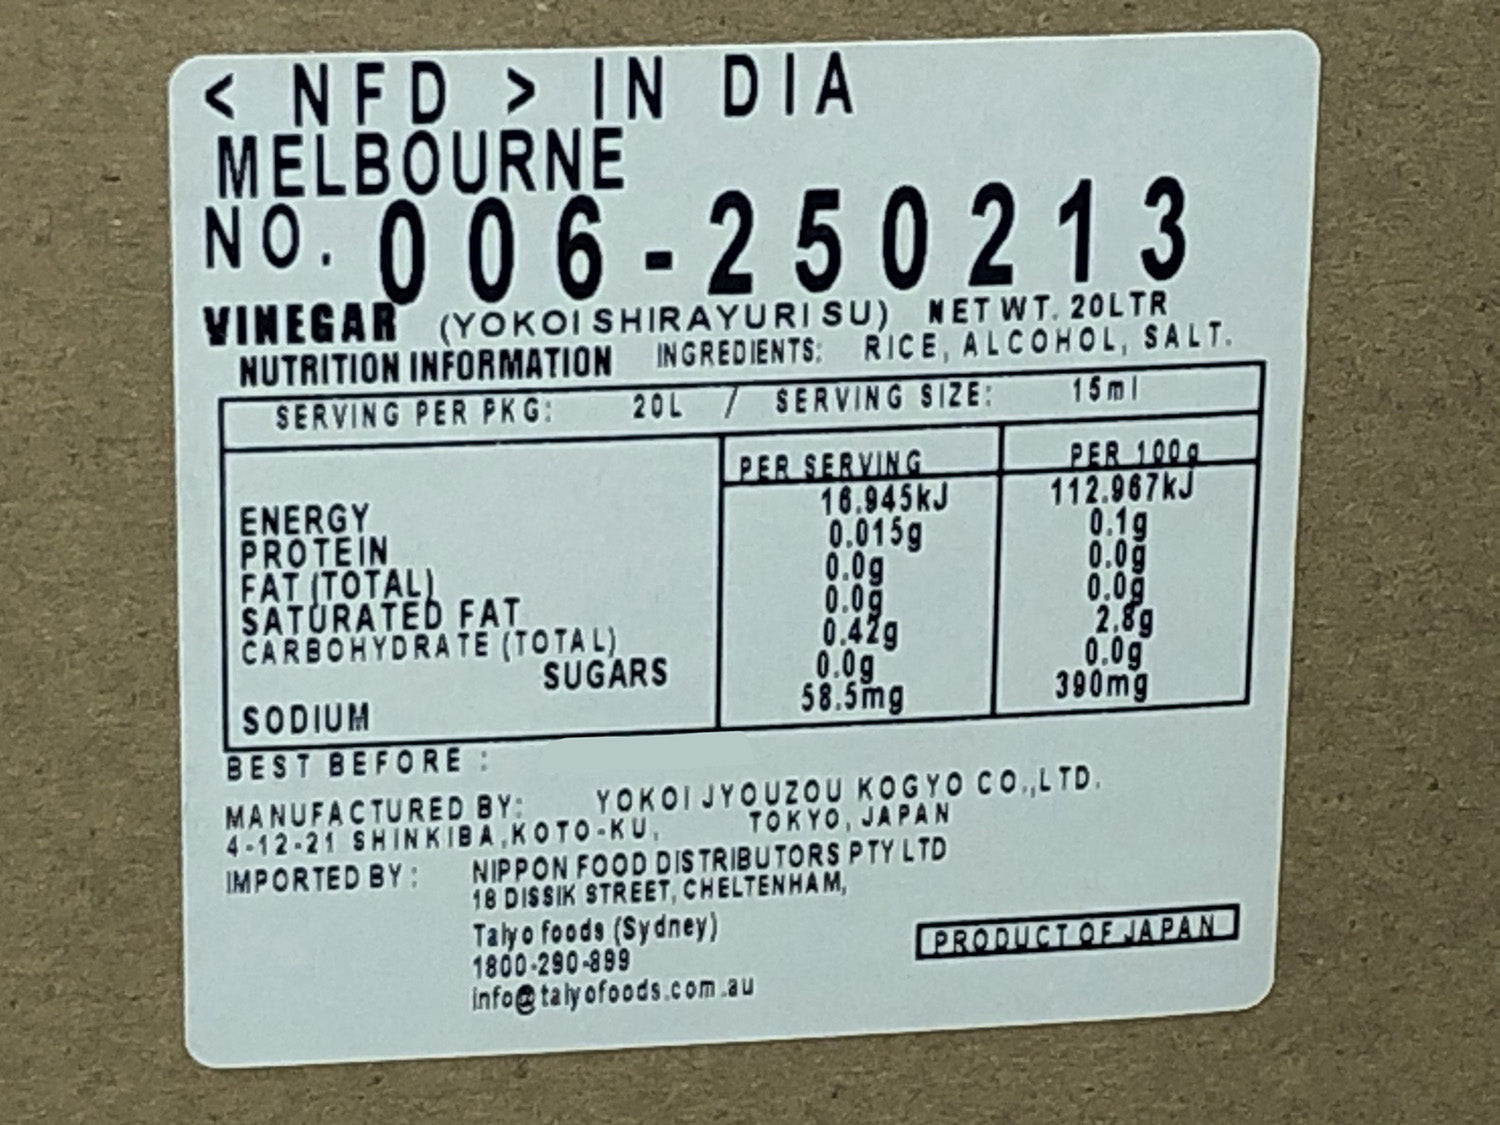 < NFD > IN DIA
MELBOURNE
NO. 006-250213
VINEGAR (YOKOI SHIRAYURI SU) NET WT. 20LTR
NUTRITION INFORMATION INGREDIENTS: RICE, ALCOHOL, SALT.
SERVING PER PKG: 20L / SERVING SIZE: 15ml
PER SERVING PER 100g
ENERGY 16.945kJ 112.967kJ
PROTEIN 0.015g 0.1g
FAT (TOTAL) 0.0g 0.0g
SATURATED FAT 0.0g 0.0g
CARBOHYDRATE (TOTAL) 0.42g 2.8g
SUGARS 0.0g 0.0g
SODIUM 58.5mg 390mg
BEST BEFORE :
MANUFACTURED BY: YOKOI JYOUZOU KOGYO CO.,LTD.
4-12-21 SHINKIBA,KOTO-KU, TOKYO, JAPAN
IMPORTED BY : NIPPON FOOD DISTRIBUTORS PTY LTD
18 DISSIK STREET, CHELTENHAM,
Taiyo foods (Sydney)
1800-290-899
info@taiyofoods.com.au
PRODUCT OF JAPAN